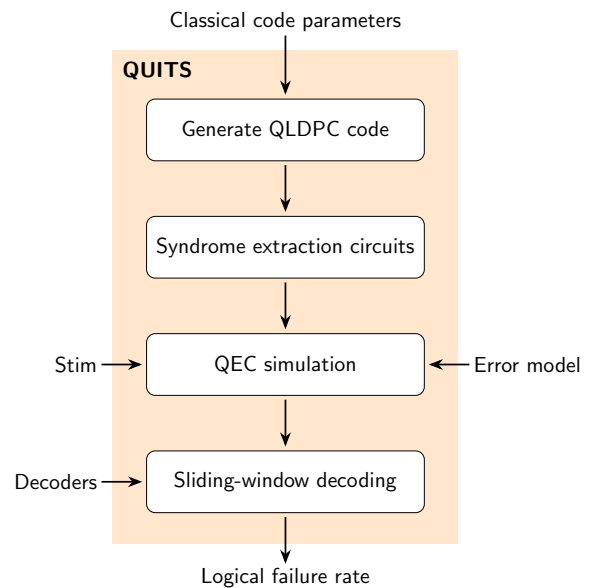 Classical code parameters
QUITS
Generate QLDPC code
Syndrome extraction circuits
Stim
QEC simulation
Error model
Decoders
Sliding-window decoding
Logical failure rate